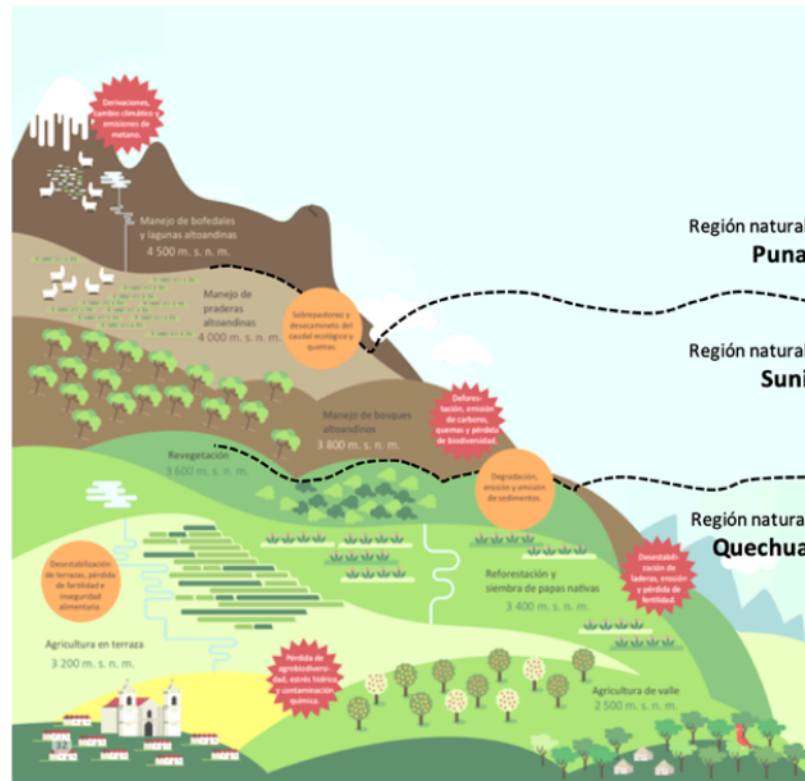 Derivaciones,
cambio climático y
emisiones de
metano.
Manejo de bofedales
y lagunas altoandinas
4 500 m. s. n. m.
Región natural
Puna
Manejo de
praderas
altoandinas
4 000 m. s. n. m.
Sobrepastoreo y
desecamineto del
caudal ecológico y
quemas
Región natural
Suni
Manejo de bosques
altoandinos
3 800 m. s. n. m.
Defores-
tación, emisión
de carbono,
quemas y pérdida
de biodiversidad.
Revegetación
3 600 m. s. n. m.
Degradación,
erosión y emisión
de sedimentos.
Región natural
Quechua
Desestabilización
de terrazas, pérdida
de fertilidad e
inseguridad
alimentaria.
Reforestación y
siembra de papas nativas
3 400 m. s. n. m.
Desestabili-
zación de
laderas, erosión
y pérdida de
fertilidad.
Agricultura en terraza
3 200 m. s. n. m.
Pérdida de
agrobiodiversi-
dad, estrés hídrico
y contaminación
química.
Agricultura de valle
2 500 m. s. n. m.
32